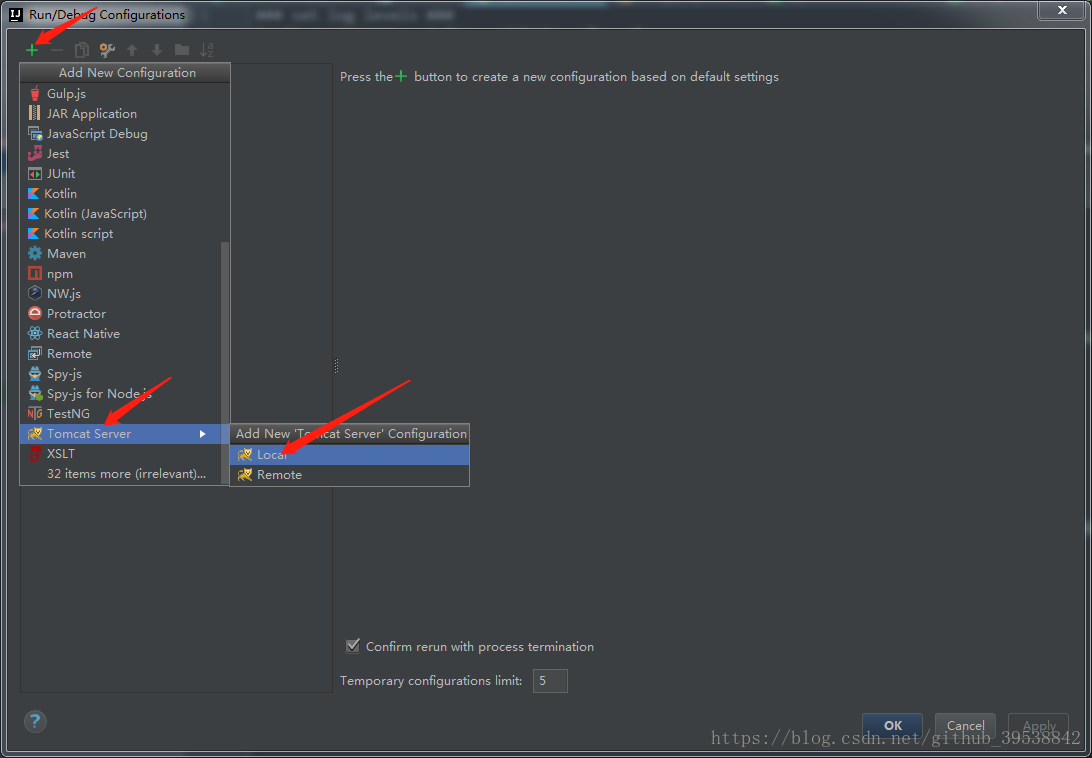 Run/Debug Configurations
Add New Configuration
Press the + button to create a new configuration based on default settings
Gulp.js
JAR Application
JavaScript Debug
Jest
JUnit
Kotlin
Kotlin (JavaScript)
Kotlin script
Maven
npm
NW.js
Protractor
React Native
Remote
Spy-js
Spy-js for Node.js
TestNG
Tomcat Server
Add New 'Tomcat Server' Configuration
XSLT
Local
32 items more (irrelevant)...
Remote
Confirm rerun with process termination
Temporary configurations limit: 5
OK Cancel Apply
https://blog.csdn.net/github_39538842